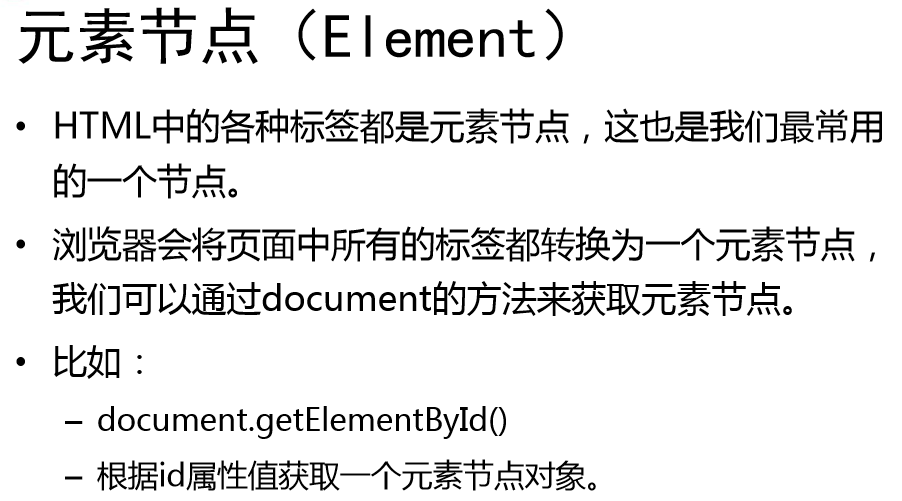 元素节点（Element）
• HTML中的各种标签都是元素节点，这也是我们最常用
的一个节点。
• 浏览器会将页面中所有的标签都转换为一个元素节点，
我们可以通过document的方法来获取元素节点。
• 比如：
– document.getElementById()
– 根据id属性值获取一个元素节点对象。